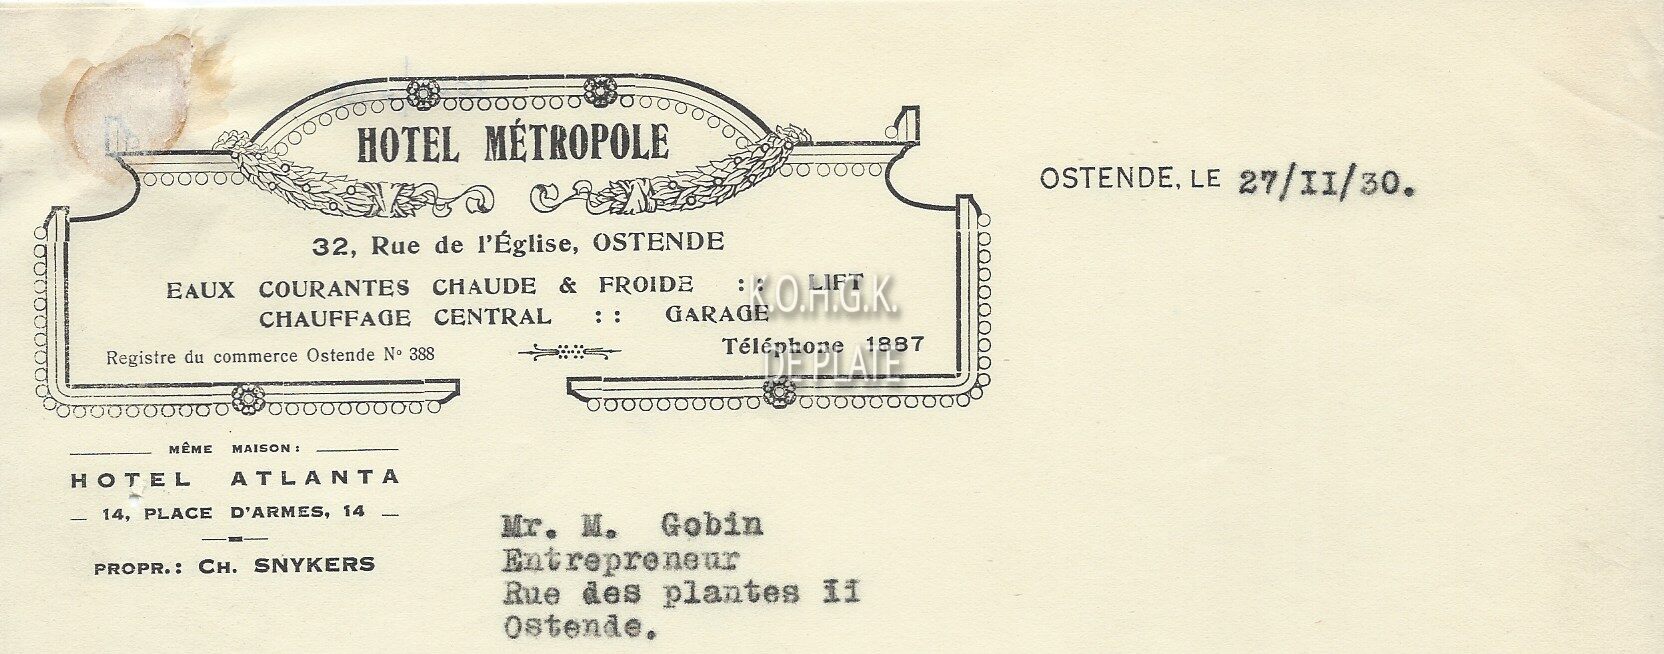 HOTEL MÉTROPOLE
OSTENDE, LE 27/II/30.
32, Rue de l'Église, OSTENDE
EAUX COURANTES CHAUDE & FROIDE :: LIFT
CHAUFFAGE CENTRAL :: GARAGE
K.O.H.G.K.
DE PLATE
Registre du commerce Ostende Nº 388
Téléphone 1887
MÊME MAISON:
HOTEL ATLANTA
14, PLACE D'ARMES, 14
PROPR.: CH. SNYKERS
Mr. M. Gobin
Entrepreneur
Rue des plantes II
Ostende.